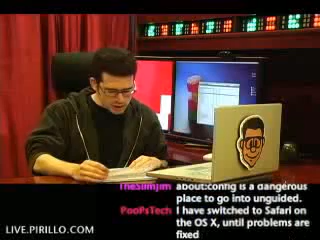 TheSlimJim about:config is a dangerous
place to go into unguided.
PooPsTech I have switched to Safari on
the OS X, until problems are
fixed
LIVE.PIRILLO.COM